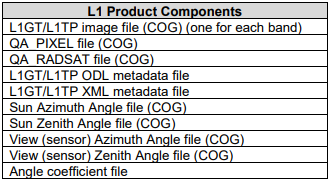 L1 Product Components
L1GT/L1TP image file (COG) (one for each band)
QA_PIXEL file (COG)
QA_RADSAT file (COG)
L1GT/L1TP ODL metadata file
L1GT/L1TP XML metadata file
Sun Azimuth Angle file (COG)
Sun Zenith Angle file (COG)
View (sensor) Azimuth Angle file (COG)
View (sensor) Zenith Angle file (COG)
Angle coefficient file